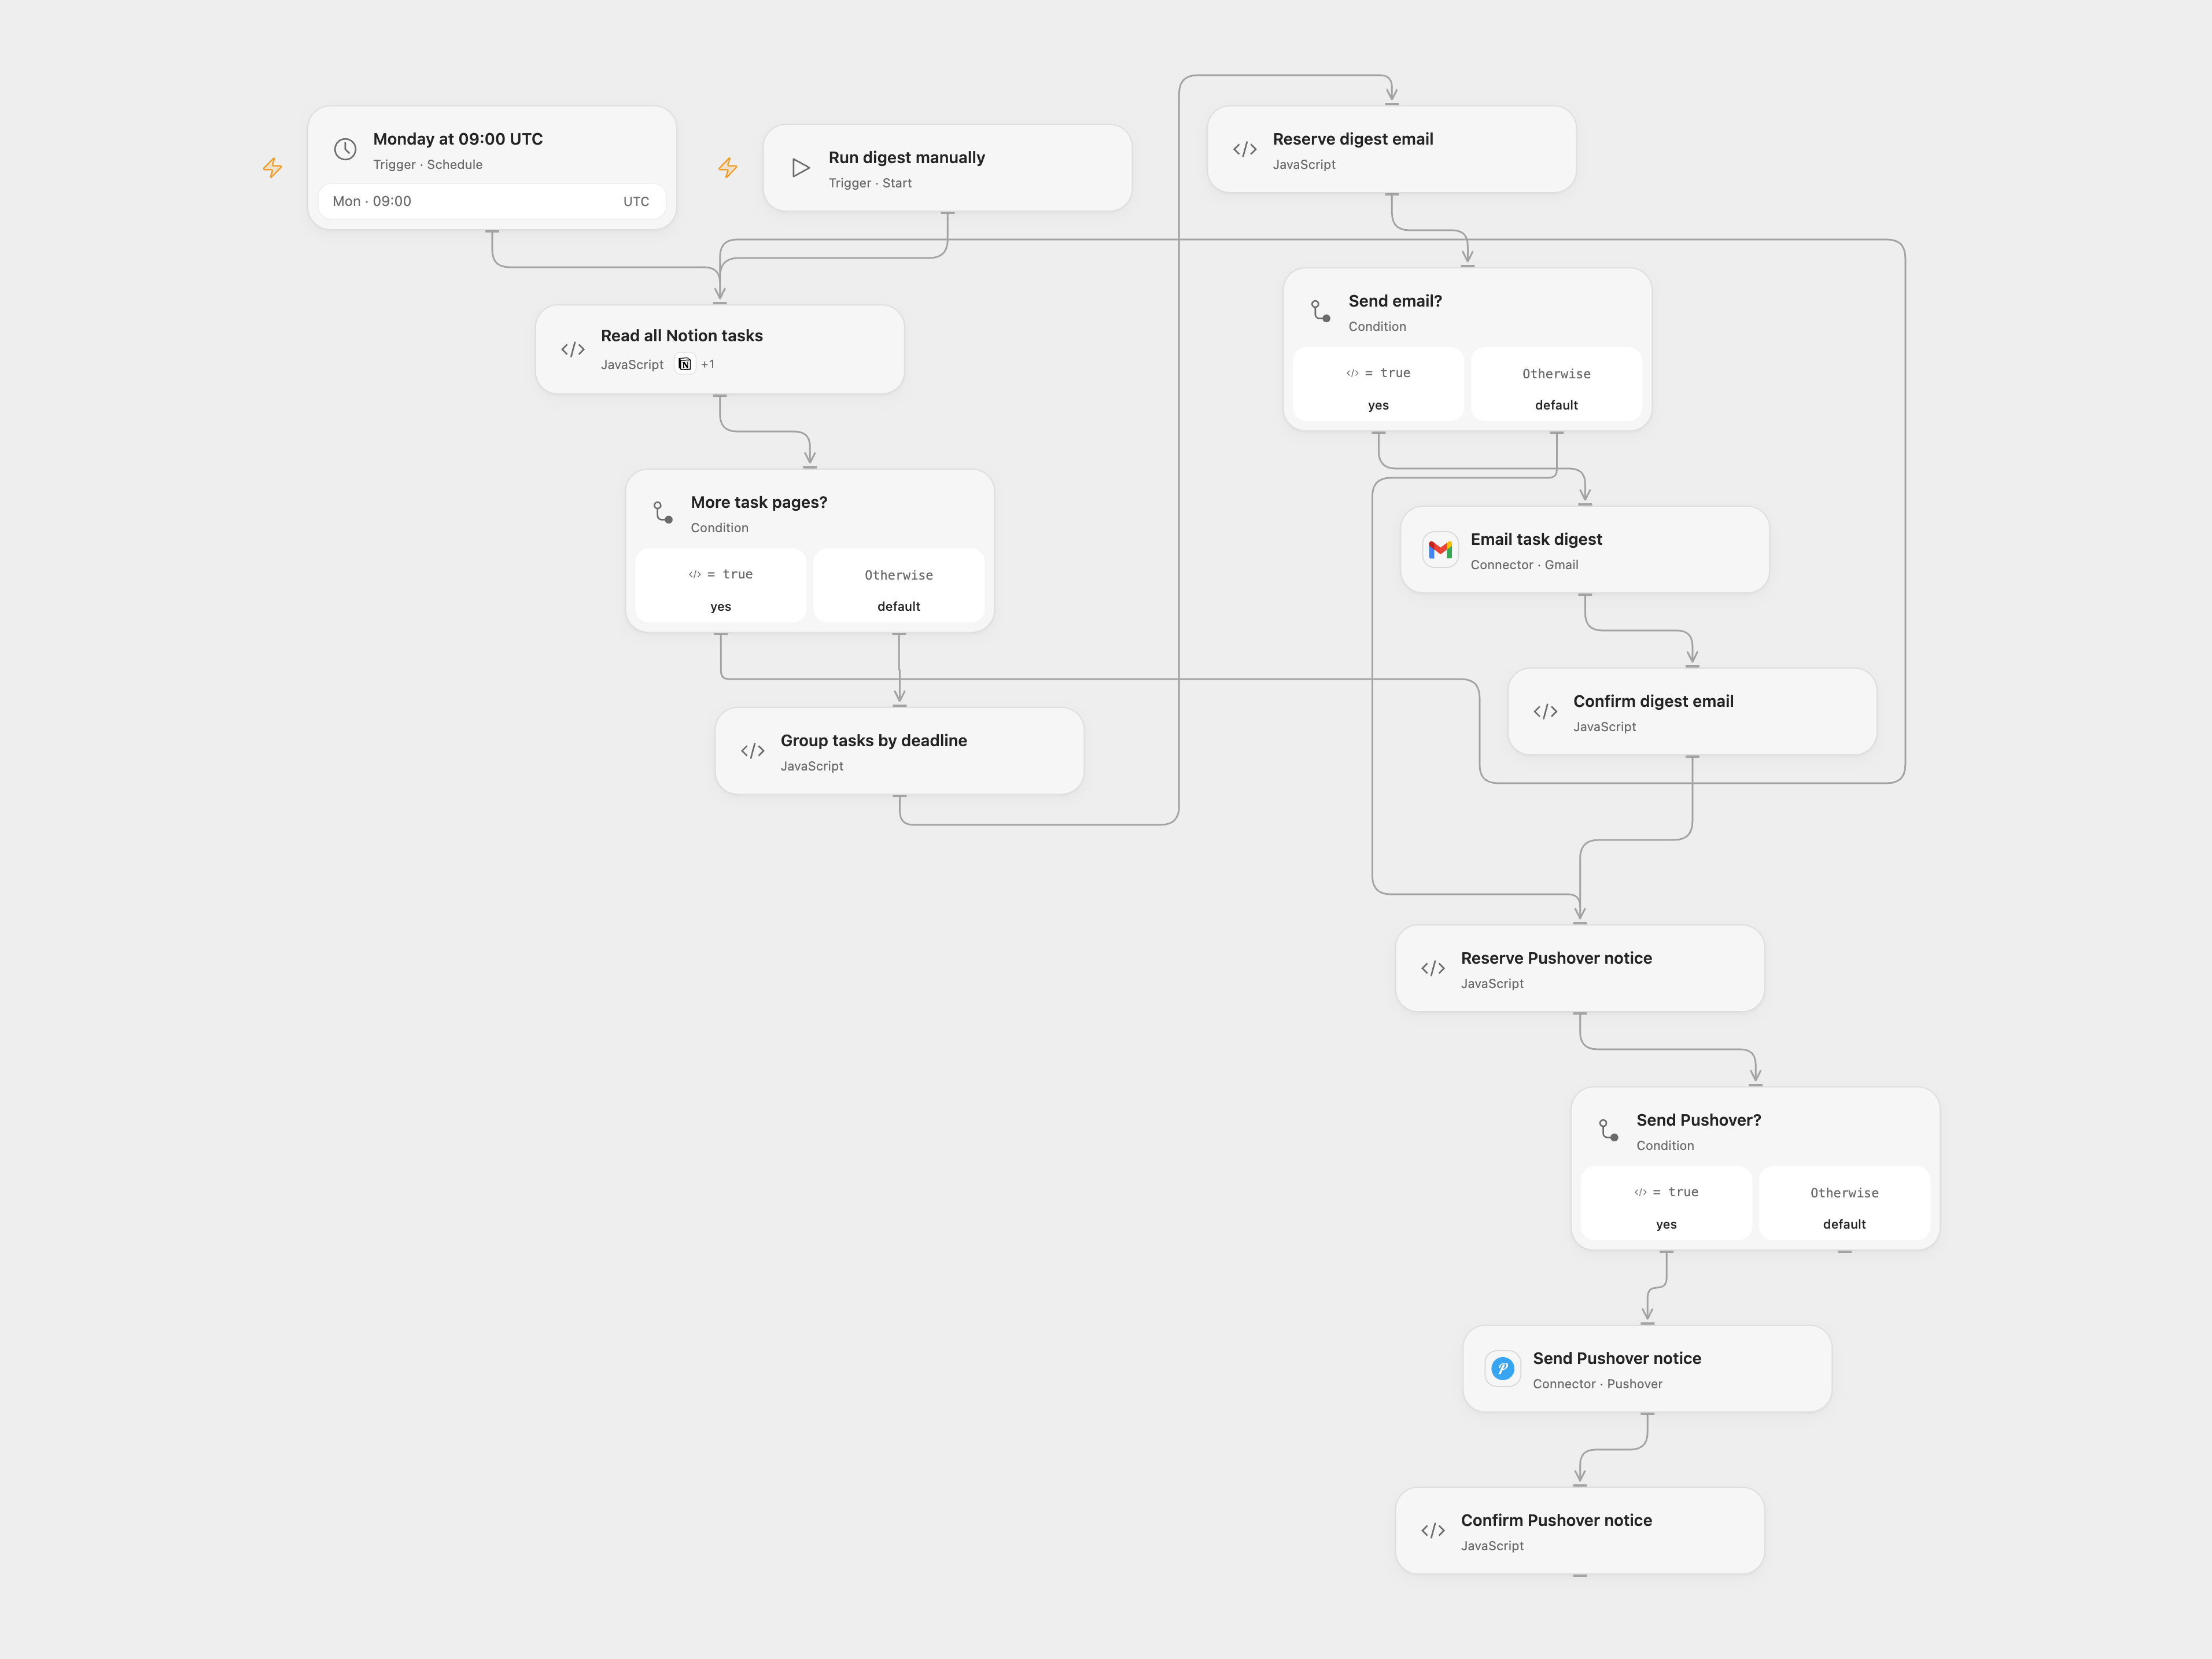 Monday at 09:00 UTC
Trigger · Schedule
Mon · 09:00 UTC
Run digest manually
Trigger · Start
Read all Notion tasks
JavaScript +1
More task pages?
Condition
</> = true
yes
Otherwise
default
Group tasks by deadline
JavaScript
Reserve digest email
JavaScript
Send email?
Condition
</> = true
yes
Otherwise
default
Email task digest
Connector · Gmail
Confirm digest email
JavaScript
Reserve Pushover notice
JavaScript
Send Pushover?
Condition
</> = true
yes
Otherwise
default
Send Pushover notice
Connector · Pushover
Confirm Pushover notice
JavaScript